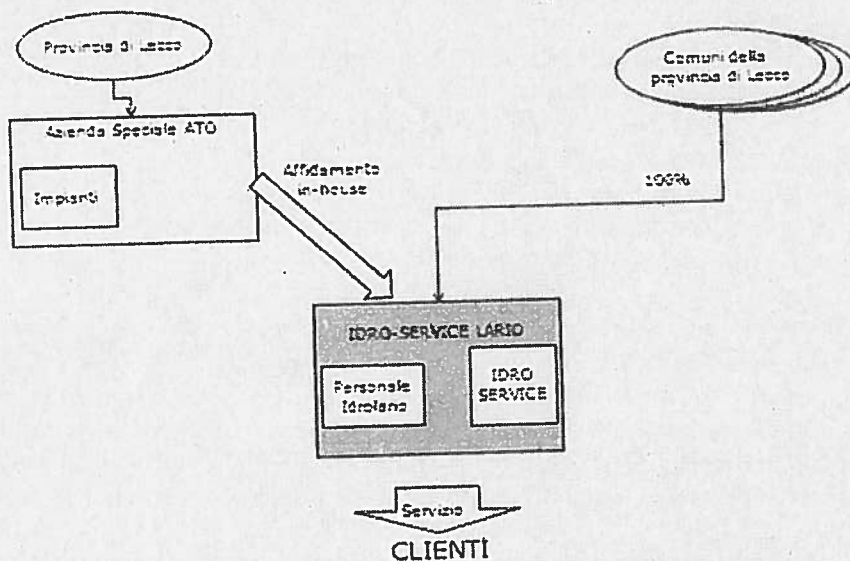 Provincia di Lecco
Comuni della
provincia di Lecco
Azienda Speciale ATO
Impianti
Affidamento
in-house
100%
IDRO-SERVICE LARIO
Personale
Idrolario
IDRO
SERVICE
Servizio
CLIENTI